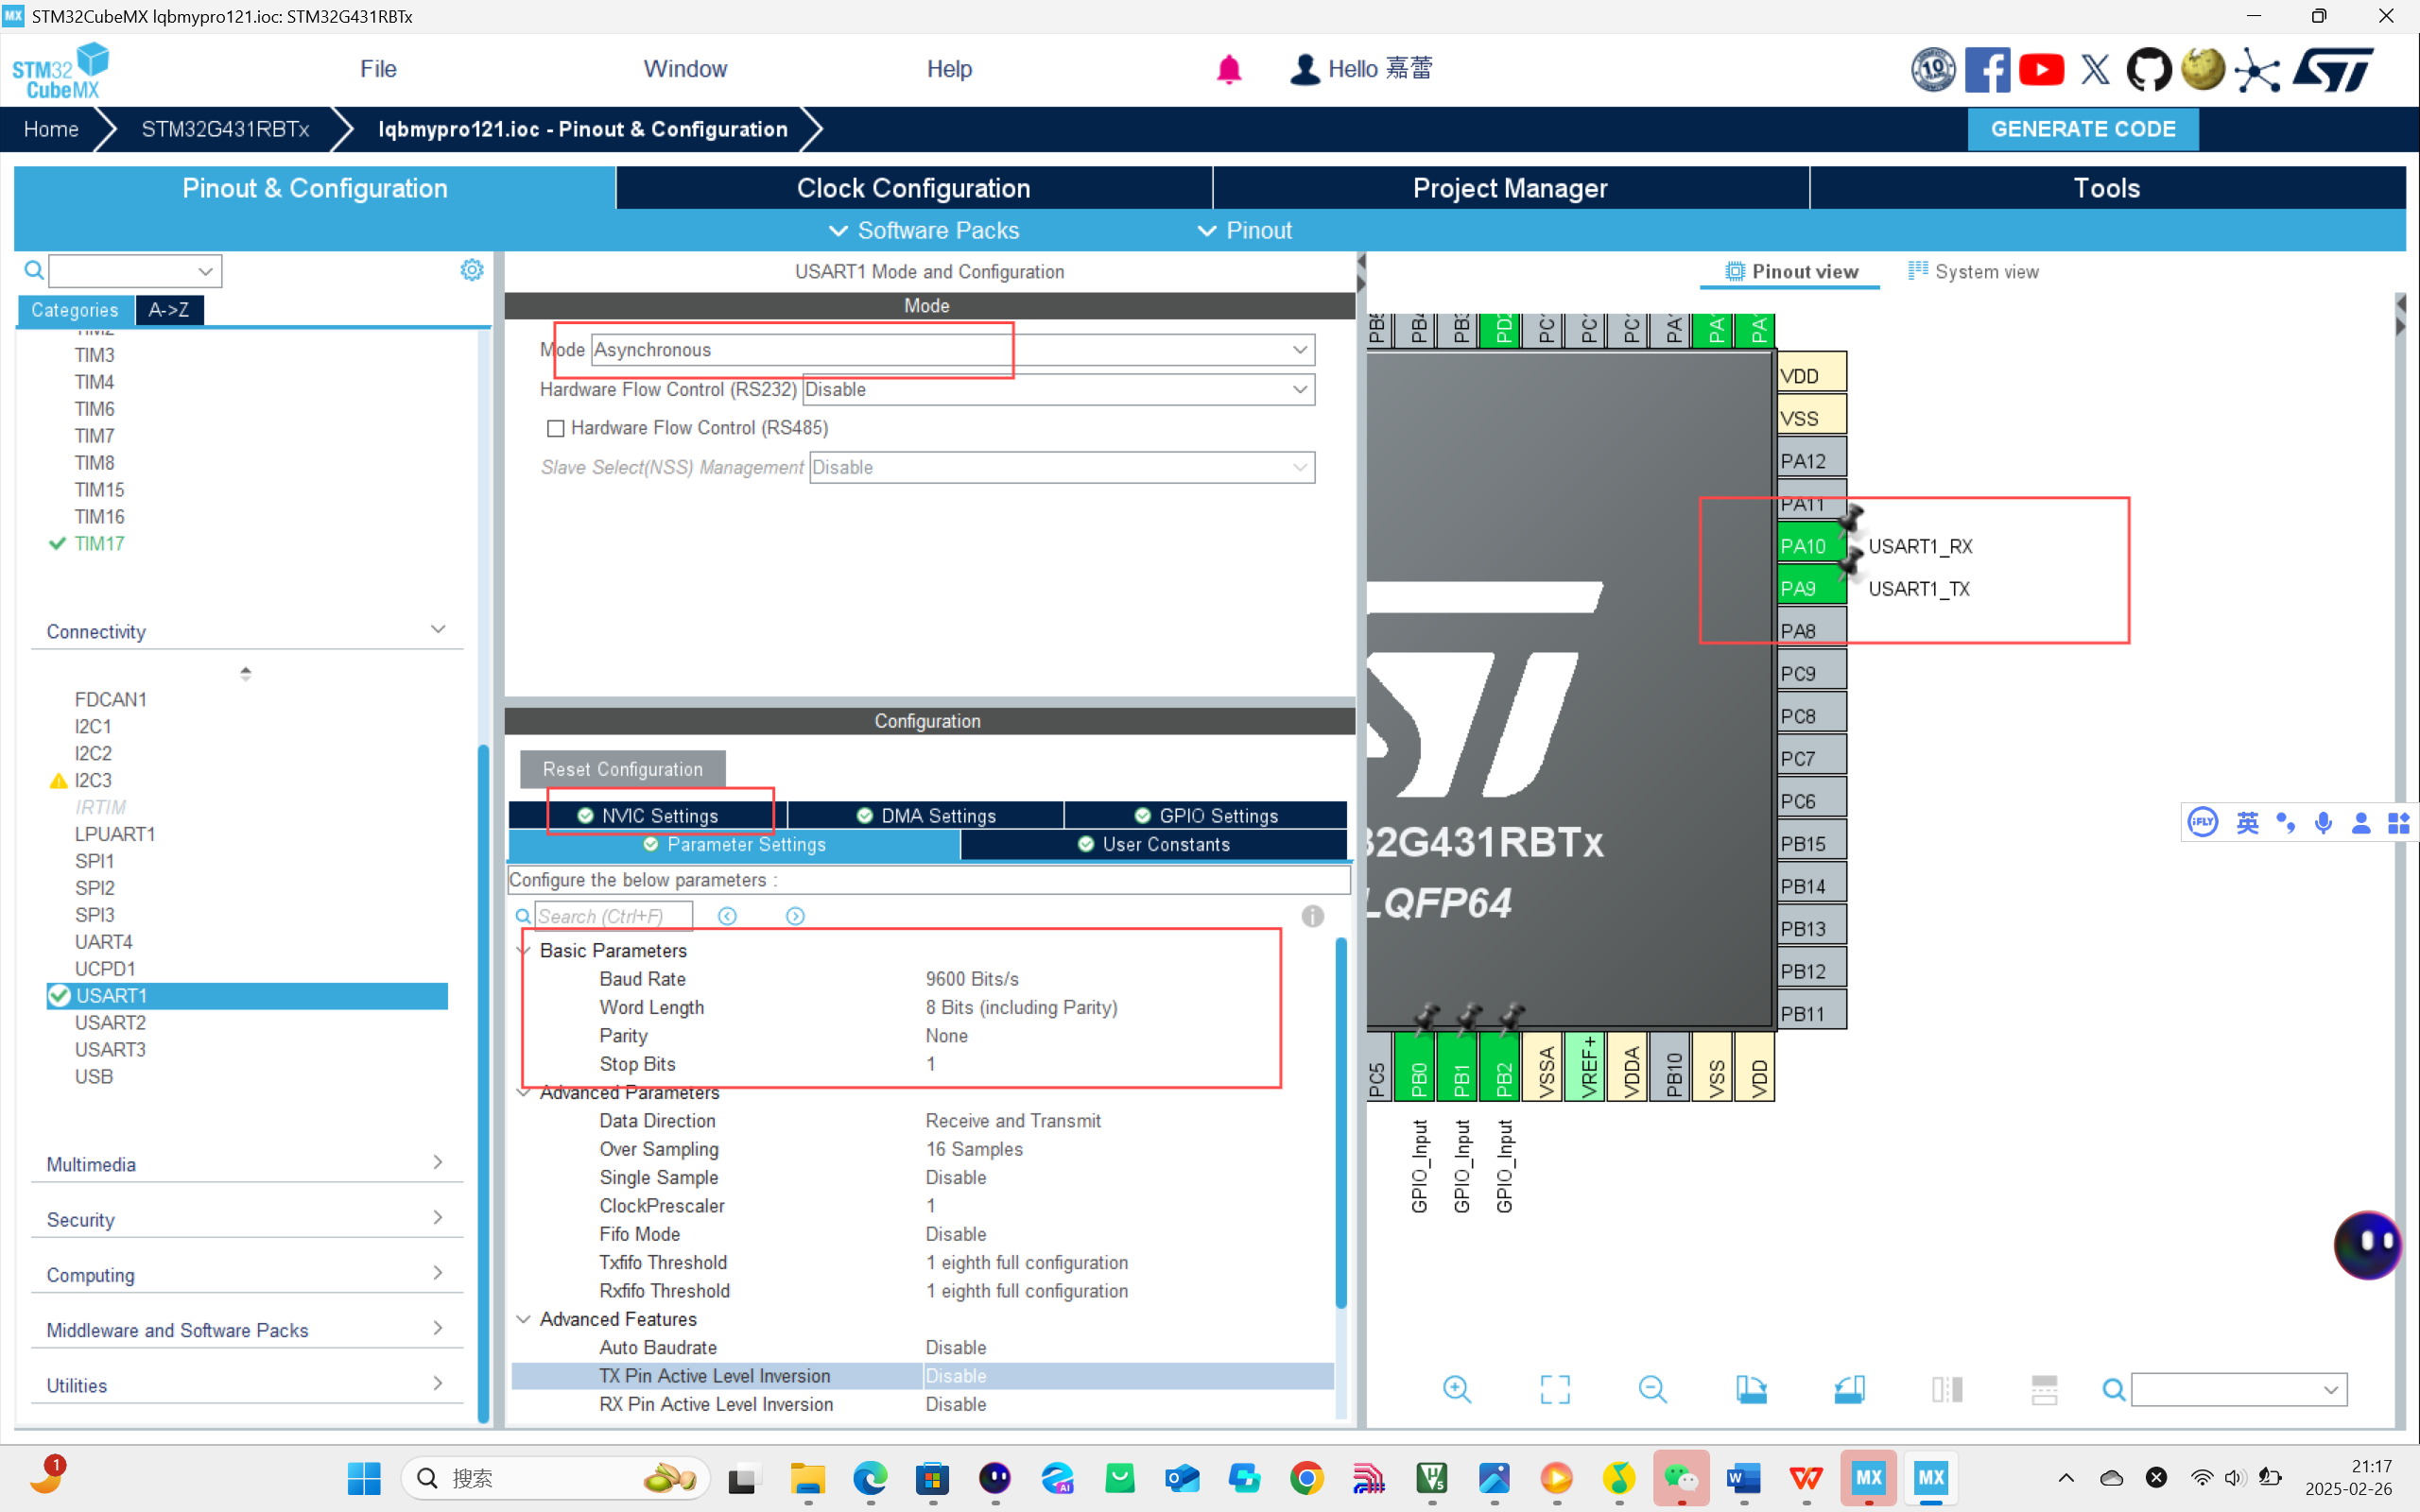 STM32CubeMX lqbmypro121.ioc: STM32G431RBTx
STM32
CubeMX
File
Window
Help
Hello 嘉蕾
10
Home
STM32G431RBTx
lqbmypro121.ioc - Pinout & Configuration
GENERATE CODE
Pinout & Configuration
Clock Configuration
Project Manager
Tools
Software Packs
Pinout
Categories
A->Z
TIM2
TIM3
TIM4
TIM6
TIM7
TIM8
TIM15
TIM16
TIM17
Connectivity
FDCAN1
I2C1
I2C2
I2C3
IRTIM
LPUART1
SPI1
SPI2
SPI3
UART4
UCPD1
USART1
USART2
USART3
USB
Multimedia
Security
Computing
Middleware and Software Packs
Utilities
USART1 Mode and Configuration
Mode
Mode Asynchronous
Hardware Flow Control (RS232) Disable
Hardware Flow Control (RS485)
Slave Select(NSS) Management Disable
Configuration
Reset Configuration
NVIC Settings
DMA Settings
GPIO Settings
Parameter Settings
User Constants
Configure the below parameters :
Search (Ctrl+F)
Basic Parameters
Baud Rate 9600 Bits/s
Word Length 8 Bits (including Parity)
Parity None
Stop Bits 1
Advanced Parameters
Data Direction Receive and Transmit
Over Sampling 16 Samples
Single Sample Disable
ClockPrescaler 1
Fifo Mode Disable
Txfifo Threshold 1 eighth full configuration
Rxfifo Threshold 1 eighth full configuration
Advanced Features
Auto Baudrate Disable
TX Pin Active Level Inversion Disable
RX Pin Active Level Inversion Disable
Pinout view
System view
PB4
PB3
PD2
VDD
VSS
PA12
PA11
PA10 USART1_RX
PA9 USART1_TX
PA8
PC9
PC8
PC7
PC6
PB15
PB14
PB13
PB12
PB11
32G431RBTx
LQFP64
PC5
PB0
PB1
PB2
VSSA
VREF+
VDDA
PB10
VSS
VDD
GPIO_Input
GPIO_Input
GPIO_Input
iFLY
英
1
搜索
21:17
2025-02-26